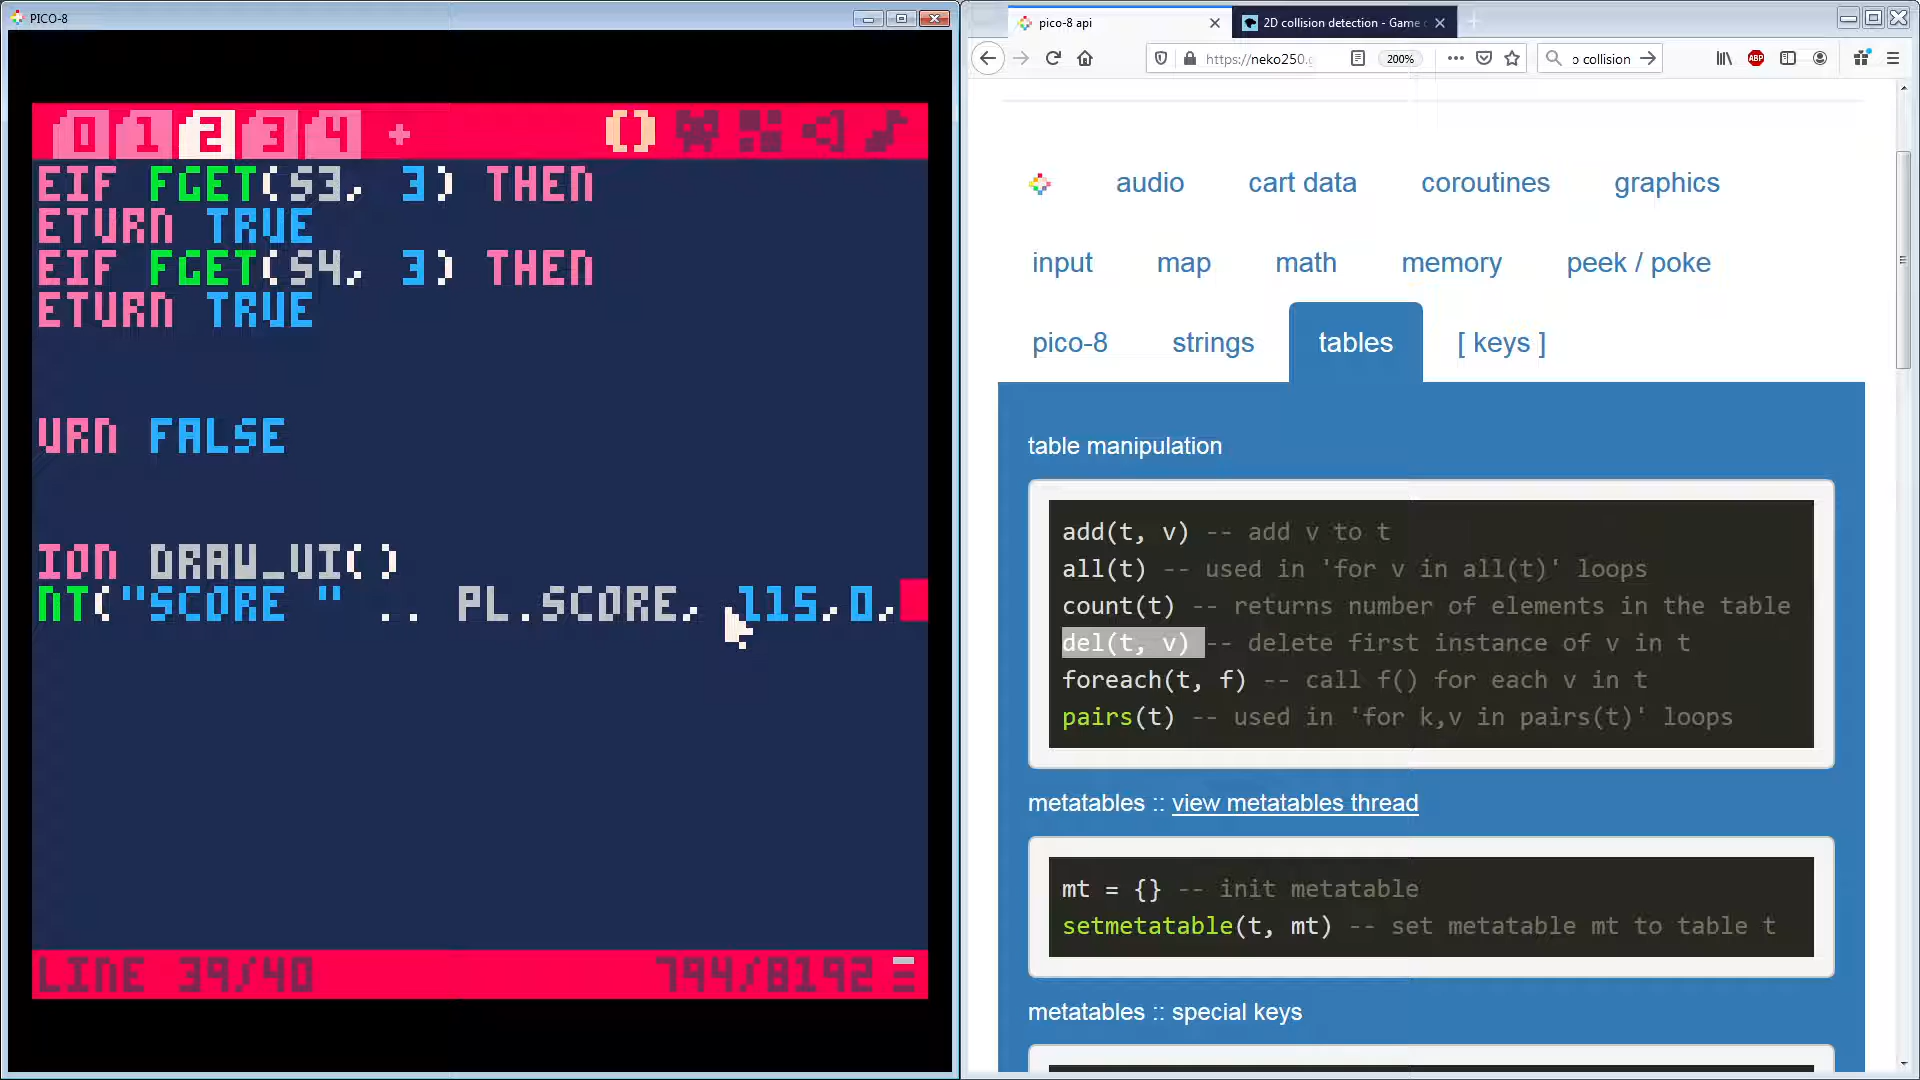 PICO-8
0 1 2 3 4 +
EIF FGET(S3, 3) THEN
ETURN TRUE
EIF FGET(S4, 3) THEN
ETURN TRUE
URN FALSE
ION DRAW_UI()
NT("SCORE " .. PL.SCORE, 115,0,
LINE 39/40
794/8192
pico-8 api
2D collision detection - Game
https://neko250.
200%
collision
audio
cart data
coroutines
graphics
input
map
math
memory
peek / poke
pico-8
strings
tables
[ keys ]
table manipulation
add(t, v) -- add v to t
all(t) -- used in 'for v in all(t)' loops
count(t) -- returns number of elements in the table
del(t, v) -- delete first instance of v in t
foreach(t, f) -- call f() for each v in t
pairs(t) -- used in 'for k,v in pairs(t)' loops
metatables :: view metatables thread
mt = {} -- init metatable
setmetatable(t, mt) -- set metatable mt to table t
metatables :: special keys